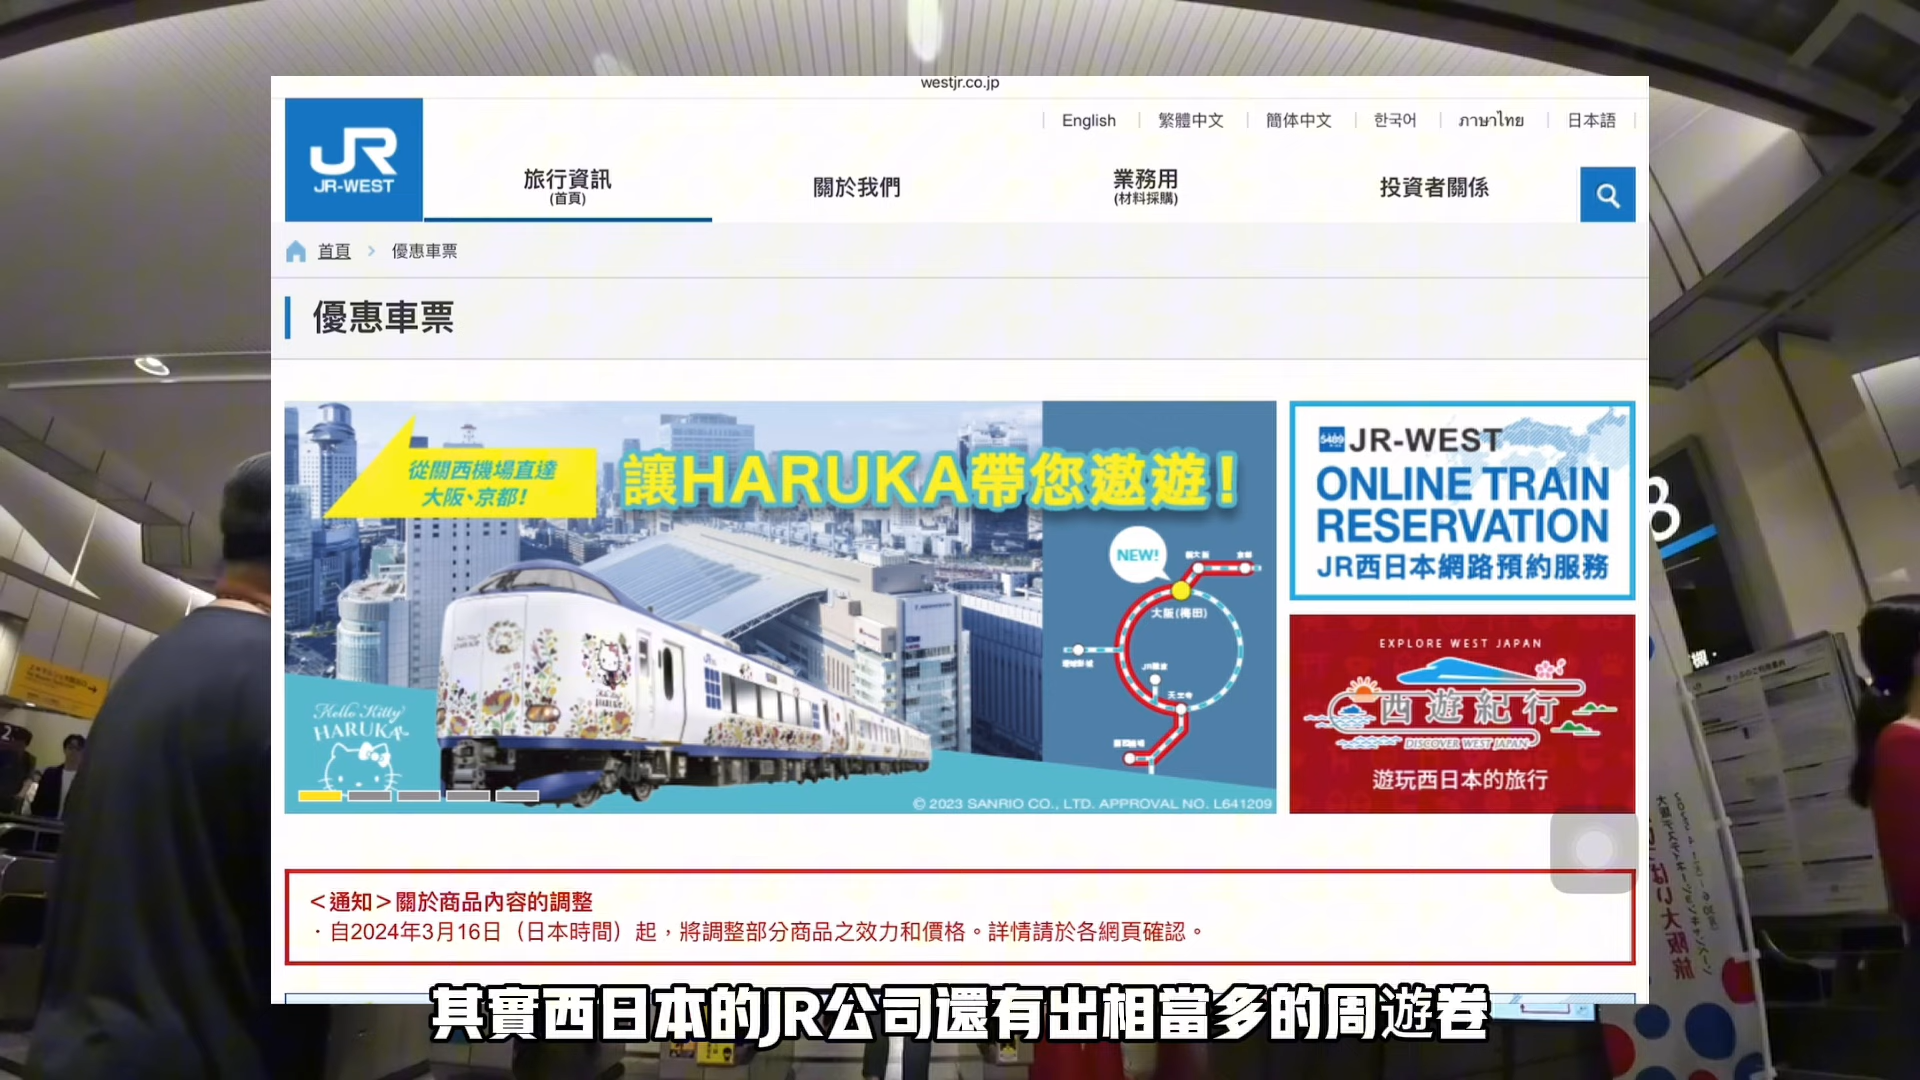 westjr.co.jp
English
繁體中文
簡体中文
한국어
ภาษาไทย
日本語
JR
JR-WEST
旅行資訊
(首頁)
關於我們
業務用
(材料採購)
投資者關係
首頁 > 優惠車票
優惠車票
從關西機場直達
大阪、京都!
讓HARUKA帶您遨遊!
NEW!
大阪(梅田)
天王寺
Hello Kitty
HARUKA
© 2023 SANRIO CO., LTD. APPROVAL NO. L641209
5489
JR-WEST
ONLINE TRAIN
RESERVATION
JR西日本網路預約服務
EXPLORE WEST JAPAN
西遊紀行
DISCOVER WEST JAPAN
遊玩西日本的旅行
8
<通知>關於商品內容的調整
・自2024年3月16日（日本時間）起，將調整部分商品之效力和價格。詳情請於各網頁確認。
其實西日本的JR公司還有出相當多的周遊卷